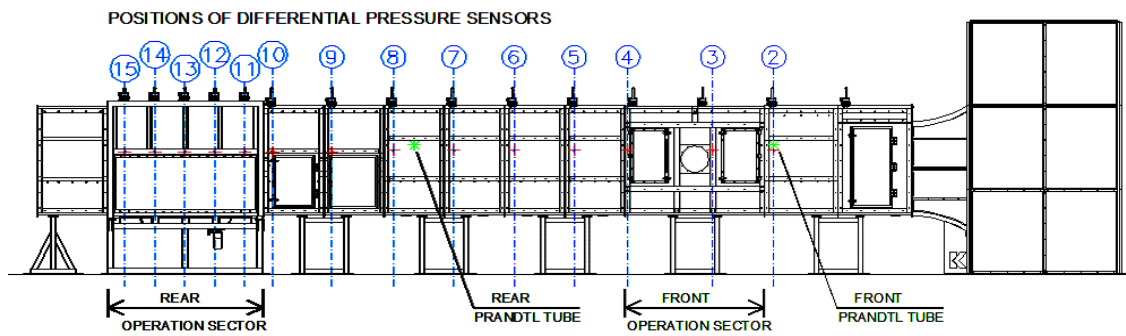 POSITIONS OF DIFFERENTIAL PRESSURE SENSORS
15 14 13 12 11 10 9 8 7 6 5 4 3 2
REAR
OPERATION SECTOR
REAR
PRANDTL TUBE
FRONT
OPERATION SECTOR
FRONT
PRANDTL TUBE